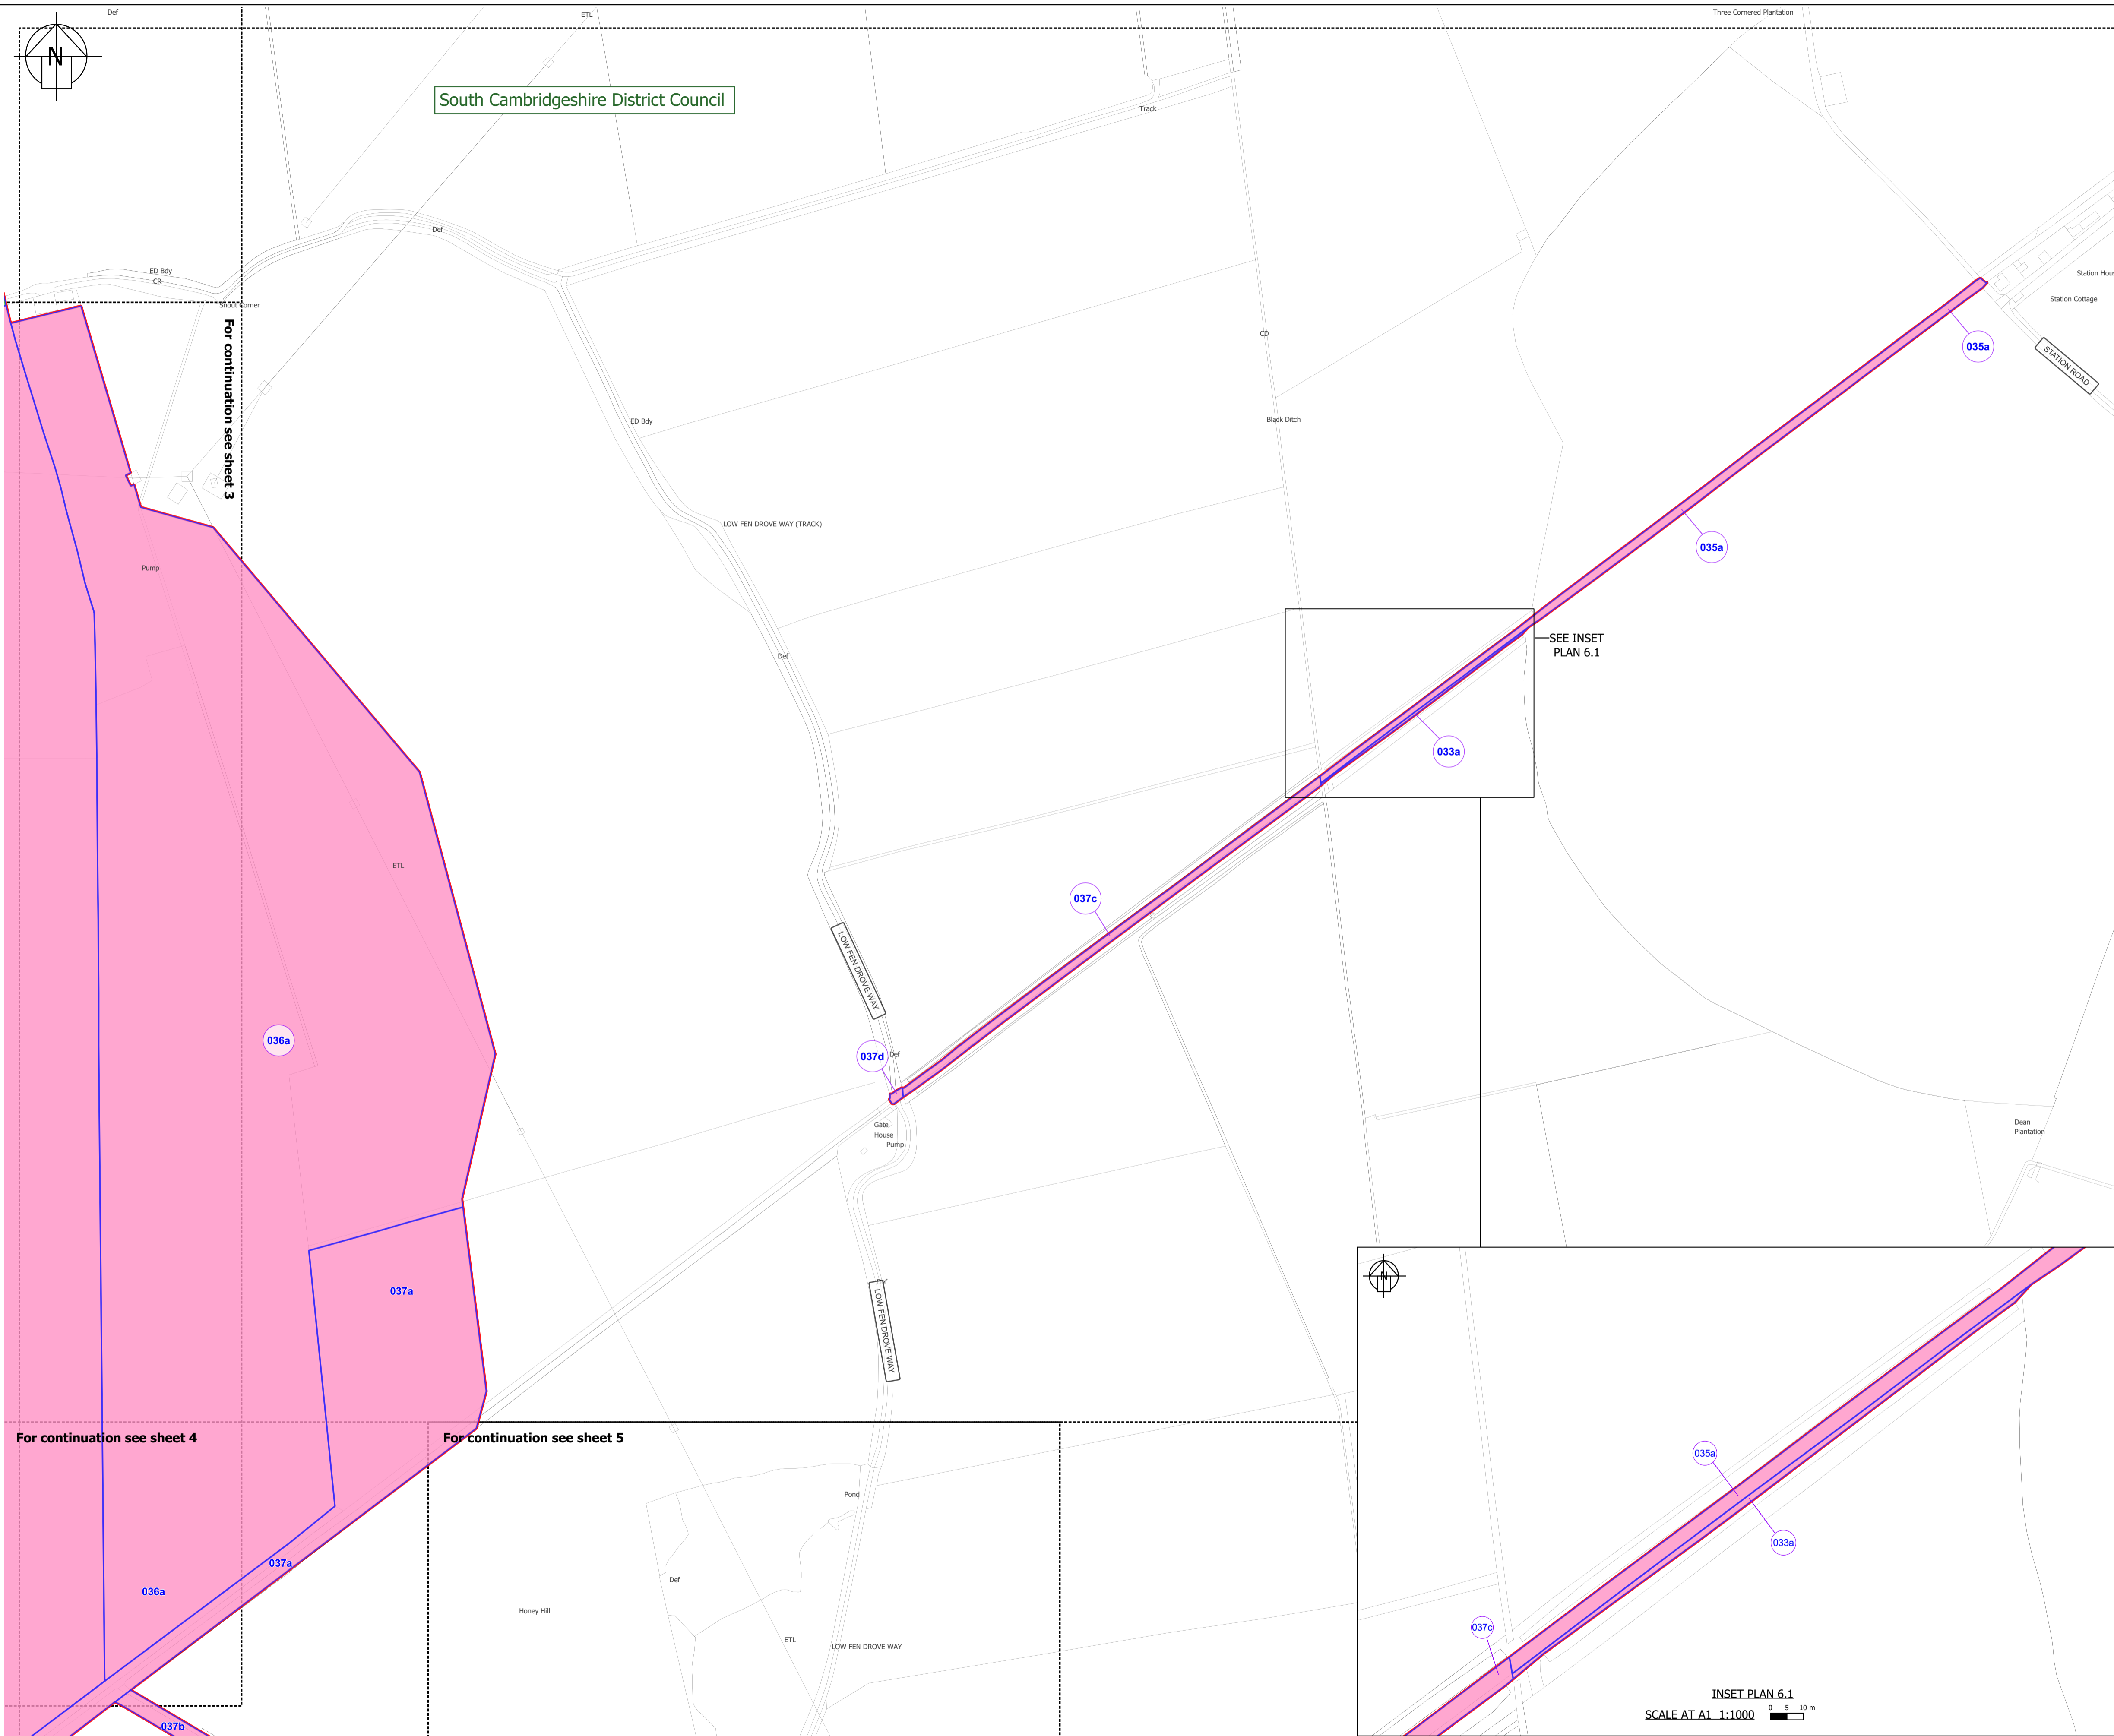 Def
ETL
Three Cornered Plantation
N
South Cambridgeshire District Council
Track
Def
ED Bdy
CR
Shout Corner
Station Cottage
CD
035a
STATION ROAD
For continuation see sheet 3
ED Bdy
Black Ditch
LOW FEN DROVE WAY (TRACK)
035a
Pump
SEE INSET
PLAN 6.1
Def
033a
ETL
037c
LOW FEN DROVE WAY
036a
037d
Def
Gate
House
Pump
Dean
Plantation
037a
Def
LOW FEN DROVE WAY
N
For continuation see sheet 4
For continuation see sheet 5
035a
Pond
033a
037a
Def
036a
Honey Hill
ETL
LOW FEN DROVE WAY
037c
037b
INSET PLAN 6.1
SCALE AT A1 1:1000
0 5 10 m